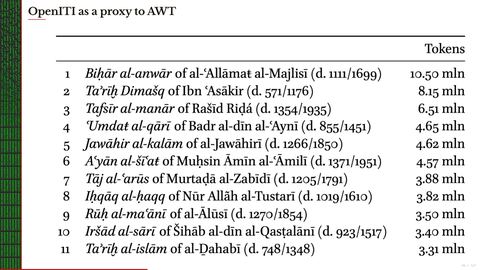 OpenITI as a proxy to AWT
Tokens
1 Biḥār al-anwār of al-ʿAllāmaŧ al-Maǧlisī (d. 1111/1699) 10.50 mln
2 Taʾrīḫ Dimašq of Ibn ʿAsākir (d. 571/1176) 8.15 mln
3 Tafsīr al-manār of Rašīd Riḍá (d. 1354/1935) 6.51 mln
4 ʿUmdaŧ al-qārī of Badr al-dīn al-ʿAynī (d. 855/1451) 4.65 mln
5 Jawāhir al-kalām of al-Jawāhirī (d. 1266/1850) 4.62 mln
6 Aʿyān al-šīʿaŧ of Muḥsin Āmīn al-ʿĀmilī (d. 1371/1951) 4.57 mln
7 Tāj al-ʿarūs of Murtaḍā al-Zabīdī (d. 1205/1791) 3.88 mln
8 Iḥqāq al-ḥaqq of Nūr Allāh al-Tustarī (d. 1019/1610) 3.82 mln
9 Rūḥ al-maʿānī of al-Ālūsī (d. 1270/1854) 3.50 mln
10 Iršād al-sārī of Šihāb al-dīn al-Qasṭalānī (d. 923/1517) 3.40 mln
11 Taʾrīḫ al-islām of al-Ḏahabī (d. 748/1348) 3.31 mln